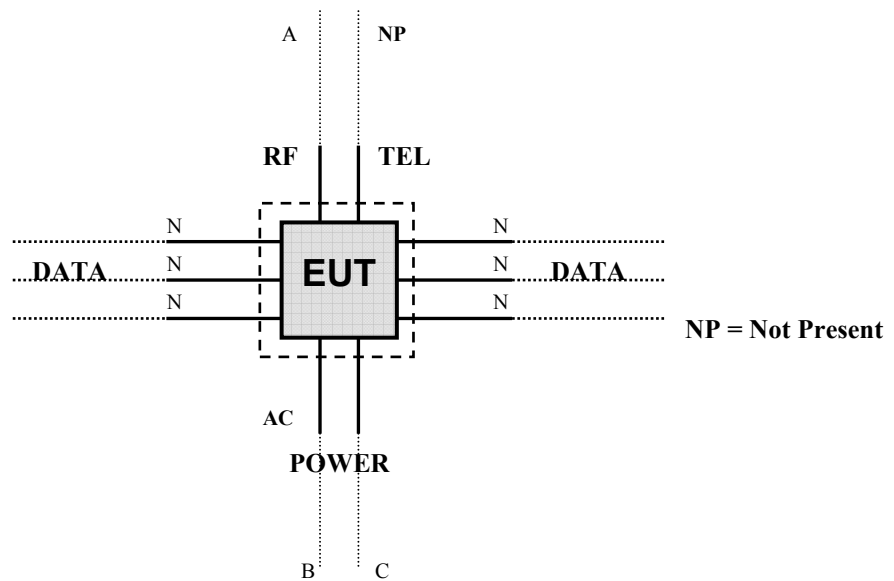 A NP
RF TEL
N N
DATA N EUT N DATA
N N
NP = Not Present
AC
POWER
B C